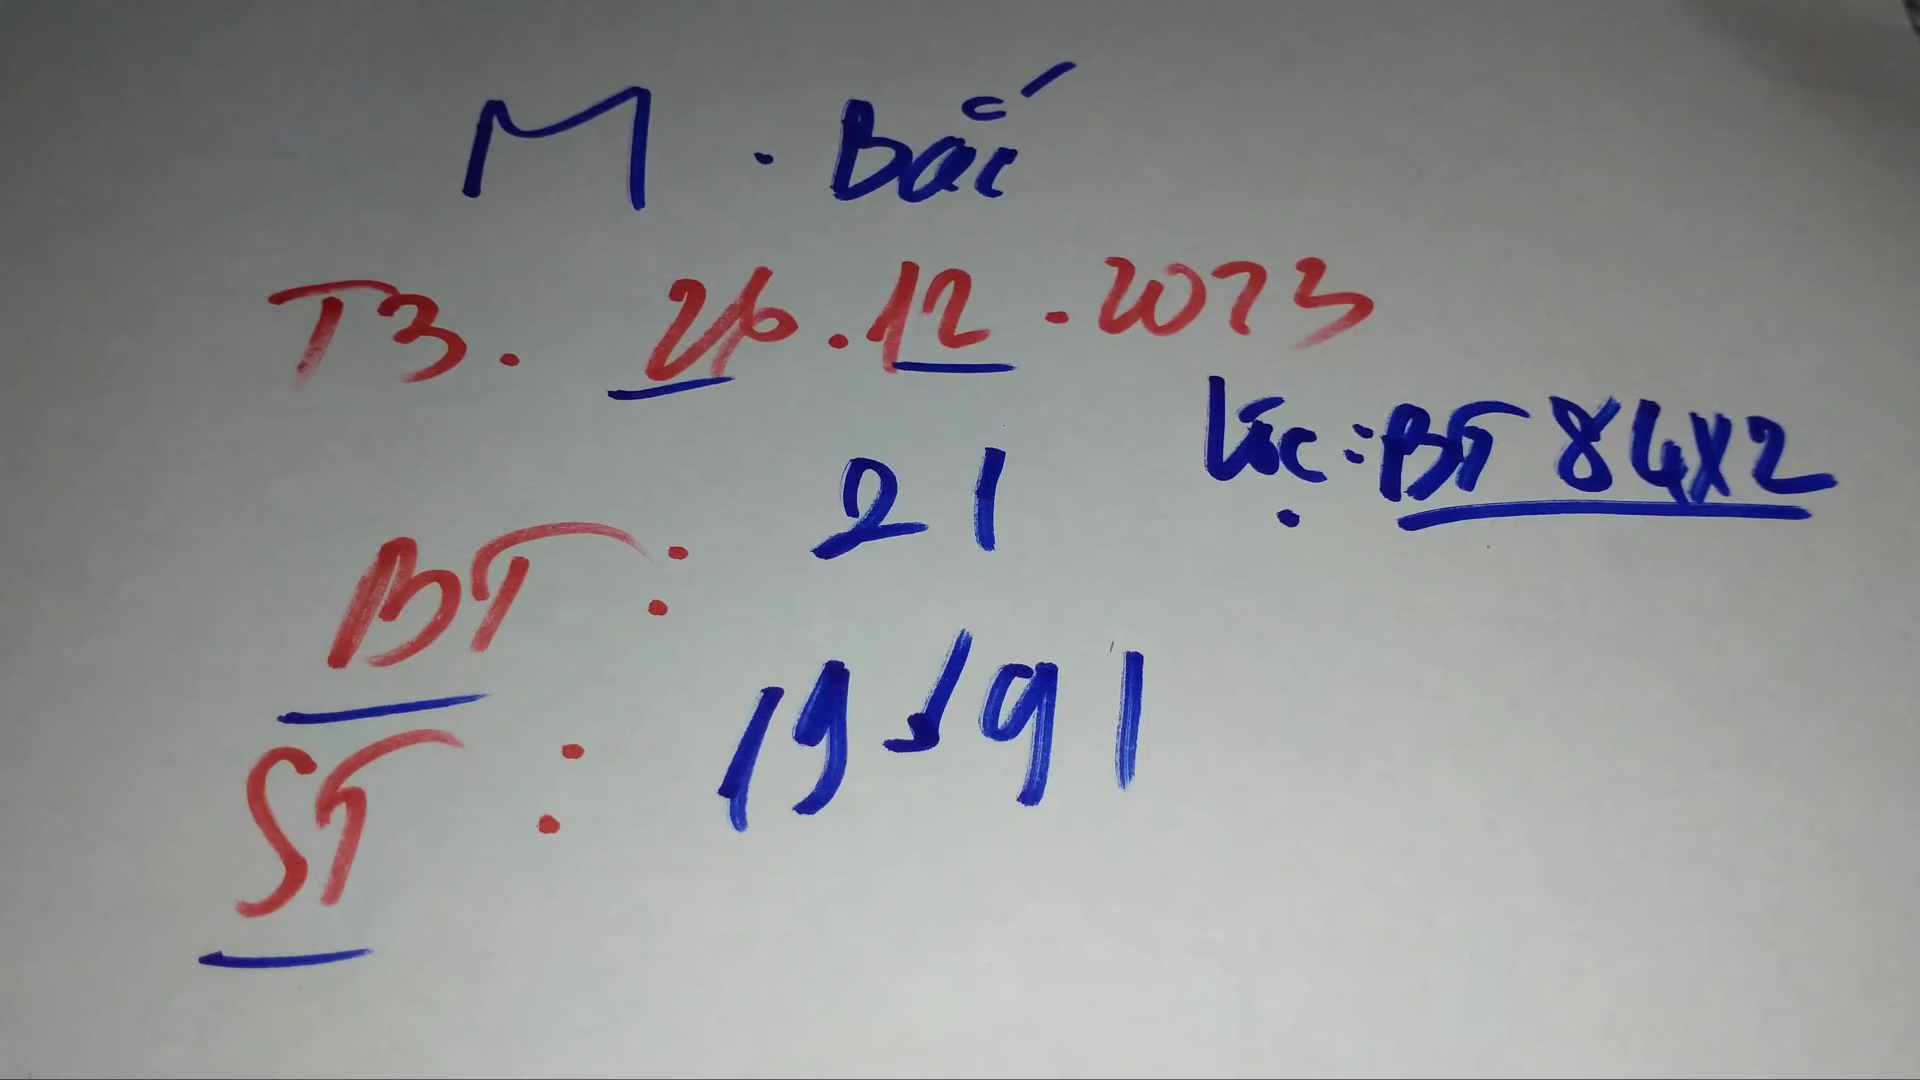 M. Bắc
T3. 26.12.2023
lộc: BT 84X2
BT: 21
ST: 19, 91